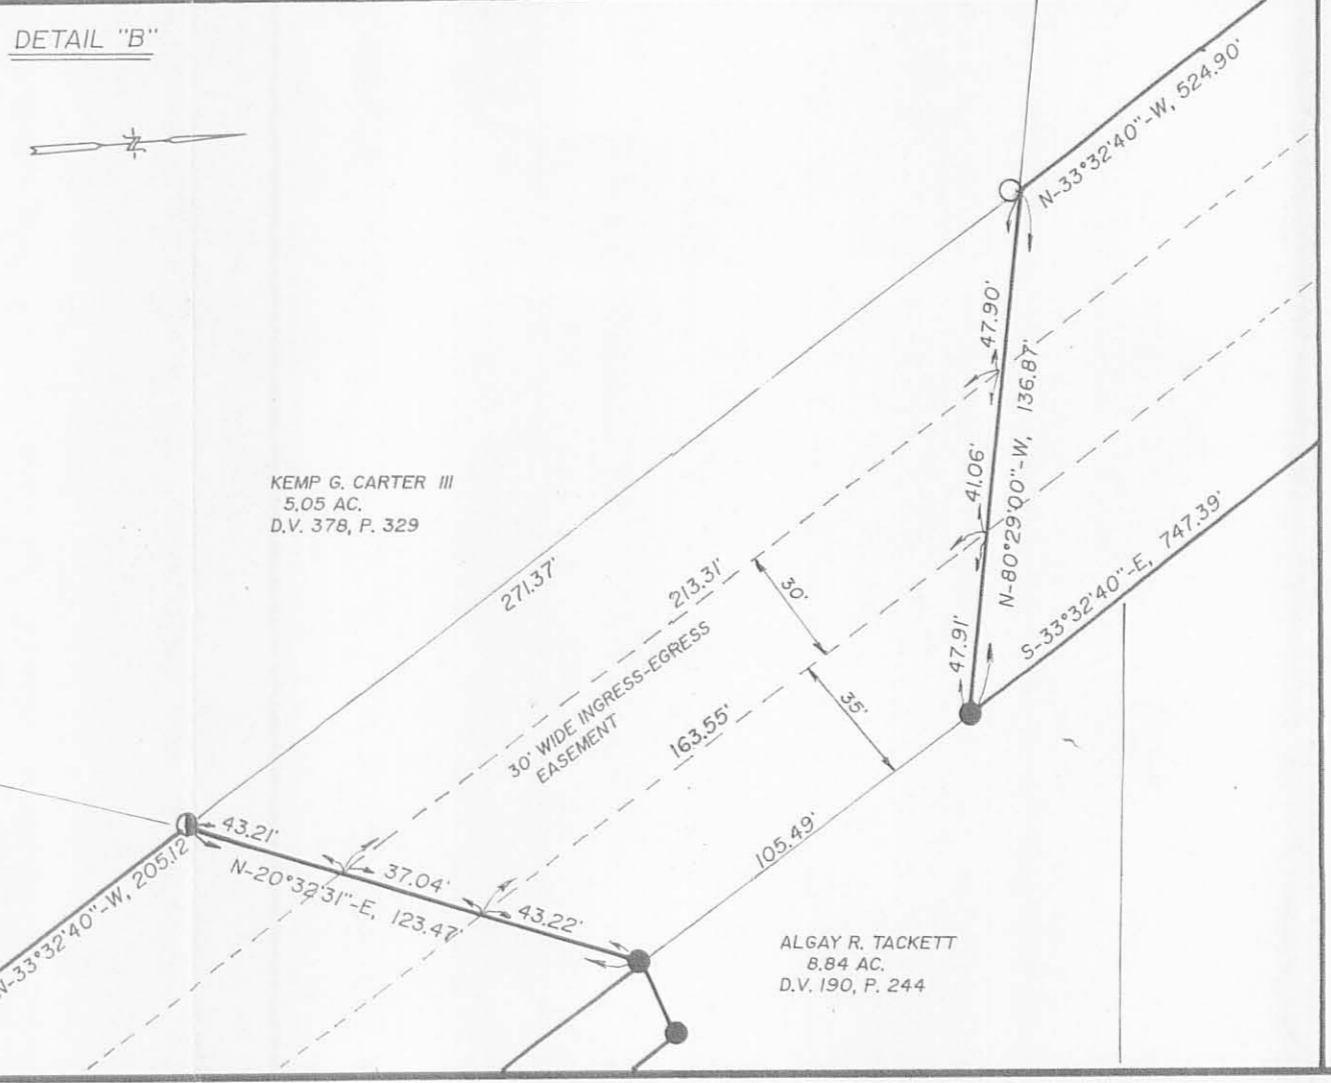 DETAIL "B"
N
N-33°32'40"-W, 524.90'
47.90'
136.87'
N-80°29'00"-W,
41.06'
KEMP G. CARTER III
5.05 AC.
D.V. 378, P. 329
S-33°32'40"-E, 747.39'
271.37'
213.31'
30'
47.91'
30' WIDE INGRESS-EGRESS
EASEMENT
163.55'
35'
105.49'
43.21'
N-20°32'31"-E, 123.47'
37.04'
43.22'
N-33°32'40"-W, 205.12
ALGAY R. TACKETT
8.84 AC.
D.V. 190, P. 244